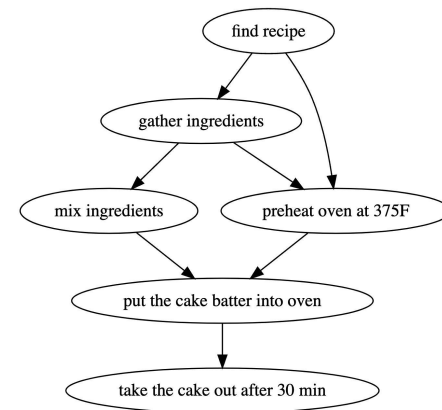 find recipe
gather ingredients
mix ingredients
preheat oven at 375F
put the cake batter into oven
take the cake out after 30 min